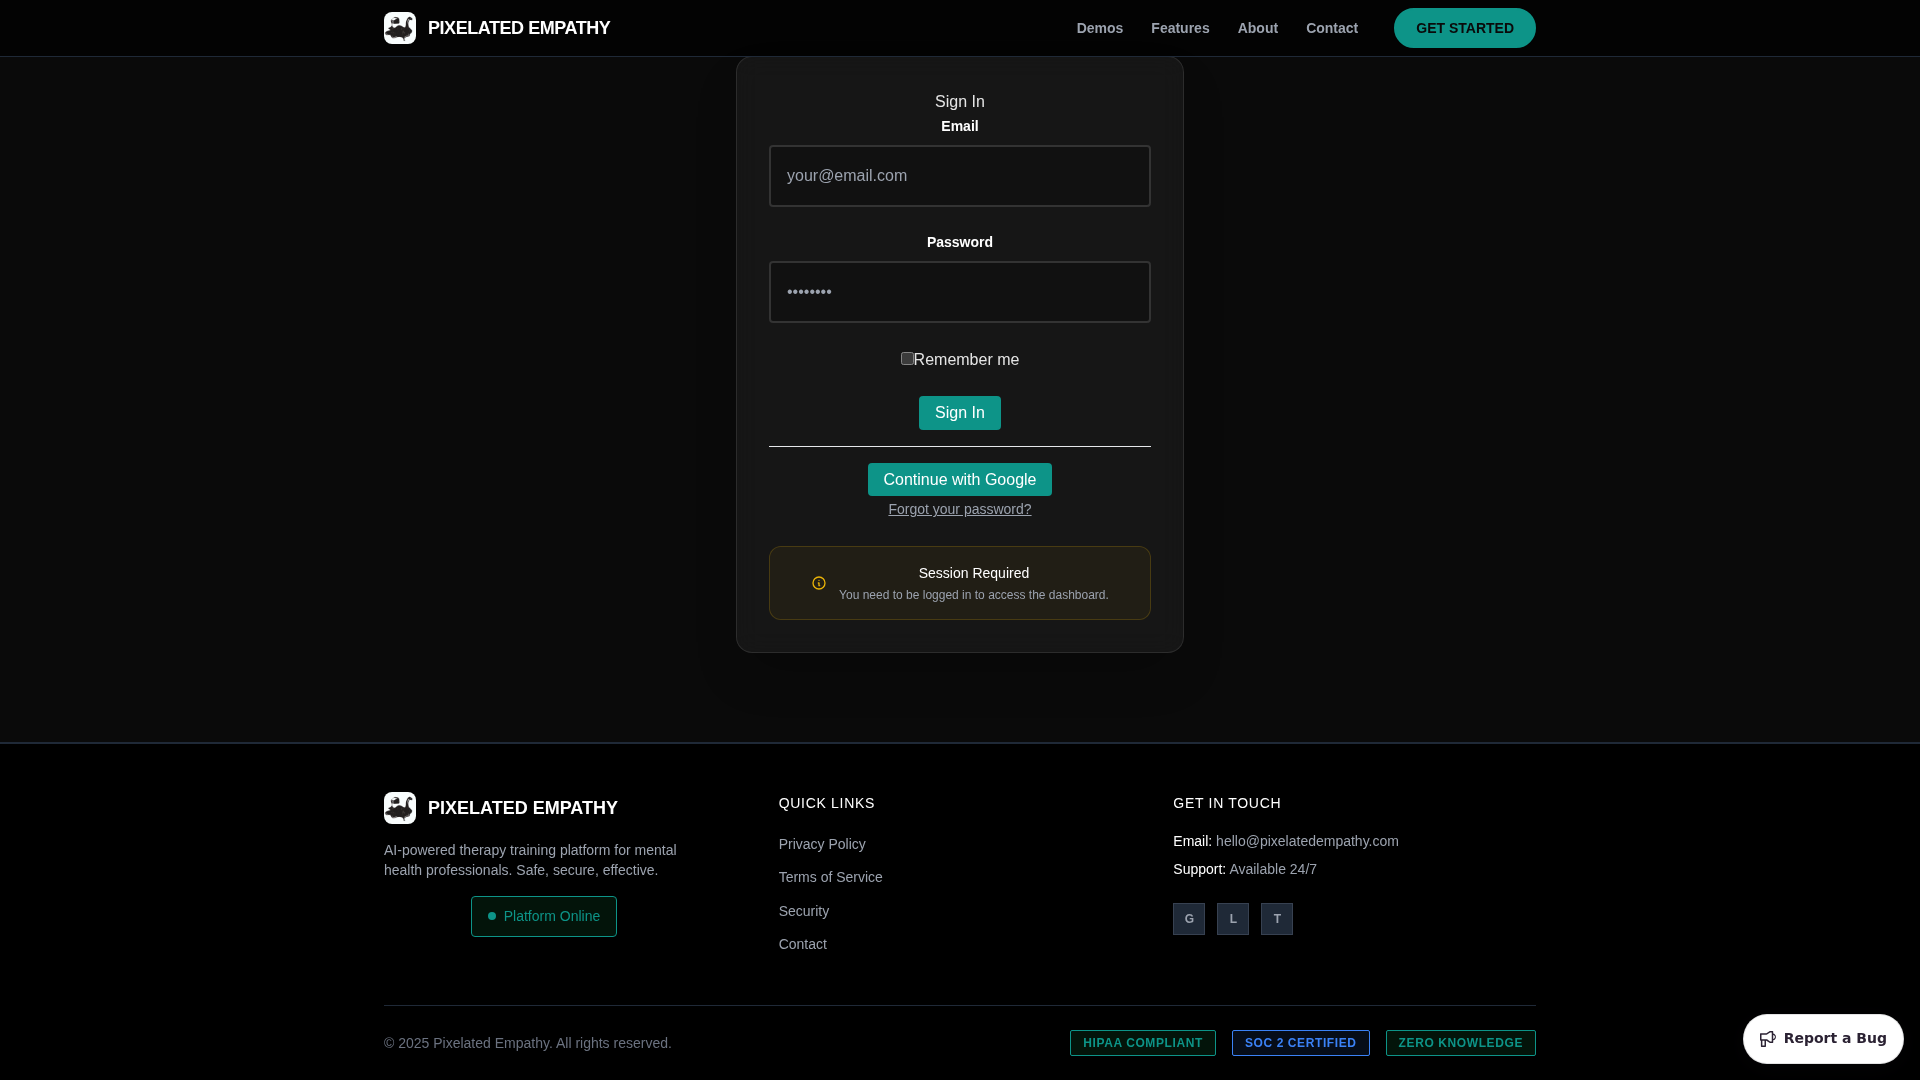 PIXELATED EMPATHY
Demos
Features
About
Contact
GET STARTED
Sign In
Email
your@email.com
Password
••••••••
Remember me
Sign In
Continue with Google
Forgot your password?
Session Required
You need to be logged in to access the dashboard.
PIXELATED EMPATHY
AI-powered therapy training platform for mental
health professionals. Safe, secure, effective.
Platform Online
QUICK LINKS
Privacy Policy
Terms of Service
Security
Contact
GET IN TOUCH
Email: hello@pixelatedempathy.com
Support: Available 24/7
G
L
T
© 2025 Pixelated Empathy. All rights reserved.
HIPAA COMPLIANT
SOC 2 CERTIFIED
ZERO KNOWLEDGE
Report a Bug